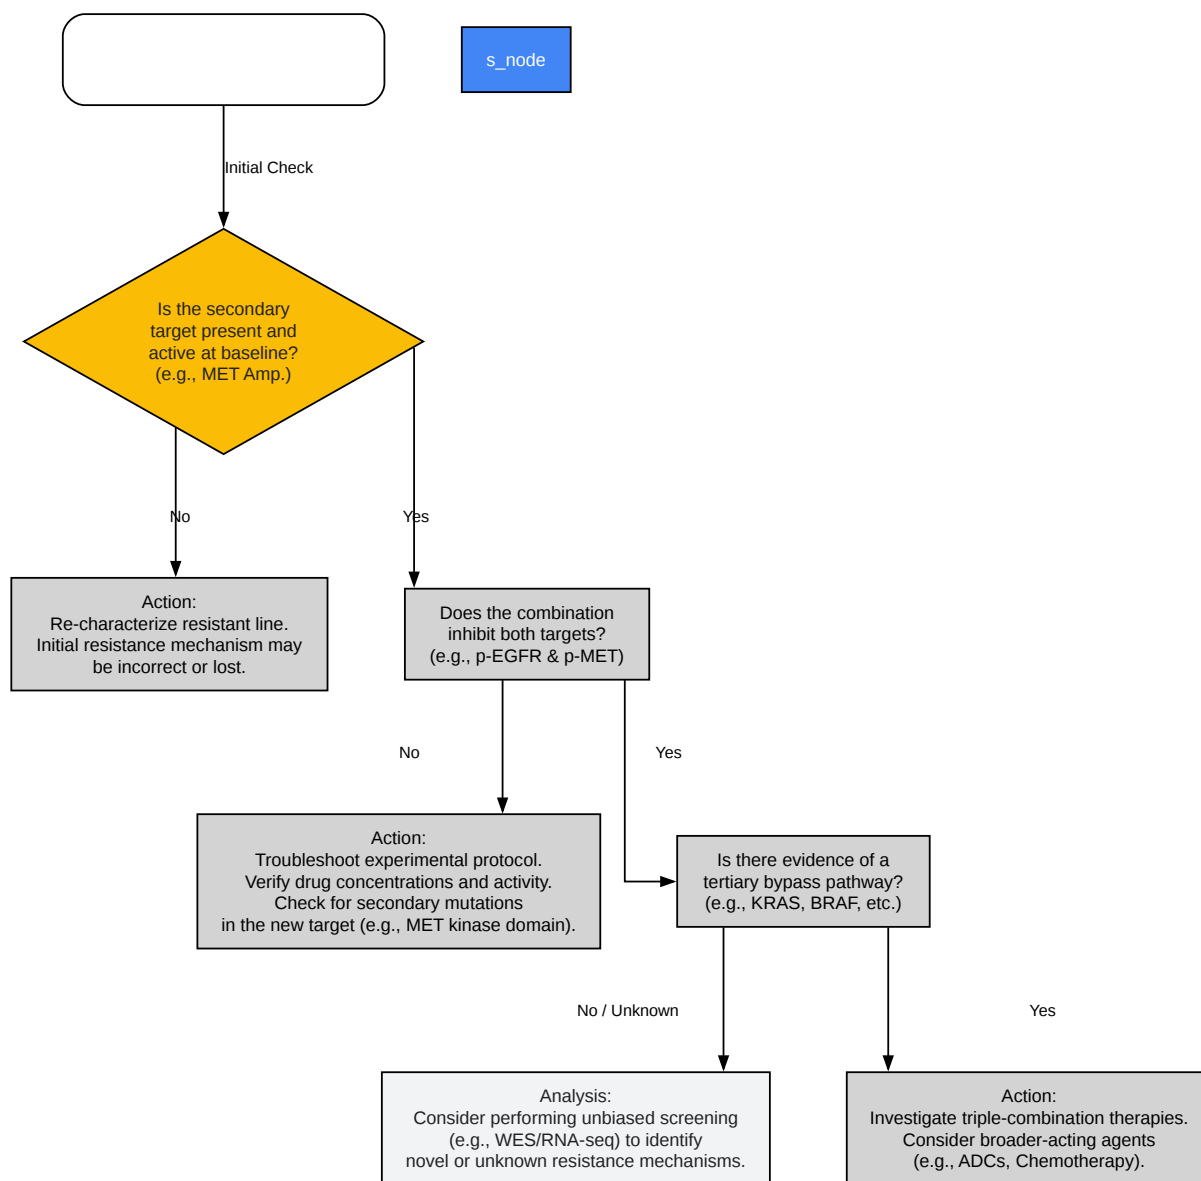 s_node
Initial Check
Is the secondary
target present and
active at baseline?
(e.g., MET Amp.)
No
Yes
Action:
Re-characterize resistant line.
Initial resistance mechanism may
be incorrect or lost.
Does the combination
inhibit both targets?
(e.g., p-EGFR & p-MET)
No
Yes
Action:
Troubleshoot experimental protocol.
Verify drug concentrations and activity.
Check for secondary mutations
in the new target (e.g., MET kinase domain).
Is there evidence of a
tertiary bypass pathway?
(e.g., KRAS, BRAF, etc.)
No / Unknown
Yes
Analysis:
Consider performing unbiased screening
(e.g., WES/RNA-seq) to identify
novel or unknown resistance mechanisms.
Action:
Investigate triple-combination therapies.
Consider broader-acting agents
(e.g., ADCs, Chemotherapy).